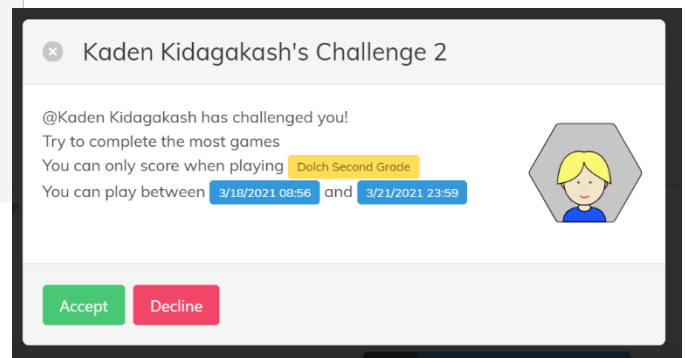 Kaden Kidagakash's Challenge 2
@Kaden Kidagakash has challenged you!
Try to complete the most games
You can only score when playing Dolch Second Grade
You can play between 3/18/2021 08:56 and 3/21/2021 23:59
Accept Decline